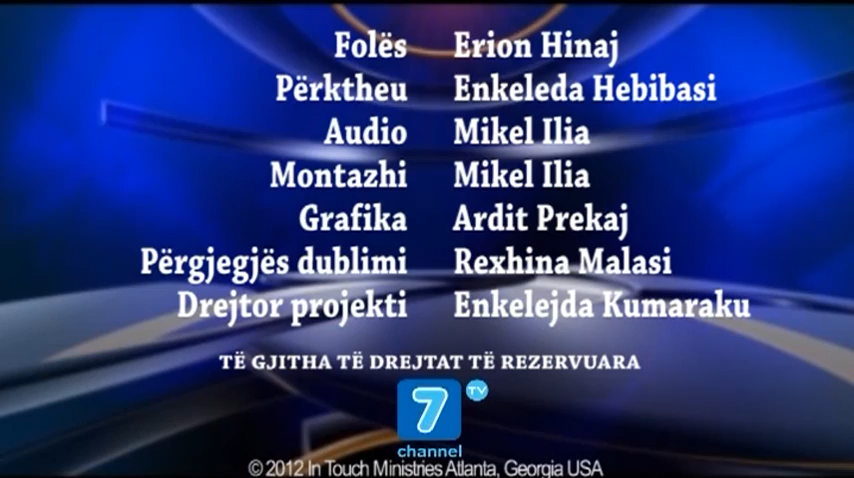 Folës Erion Hinaj
Përktheu Enkeleda Hebibasi
Audio Mikel Ilia
Montazhi Mikel Ilia
Grafika Ardit Prekaj
Përgjegjës dublimi Rexhina Malasi
Drejtor projekti Enkelejda Kumaraku
TË GJITHA TË DREJTAT TË REZERVUARA
7 TV
channel
© 2012 In Touch Ministries Atlanta, Georgia USA